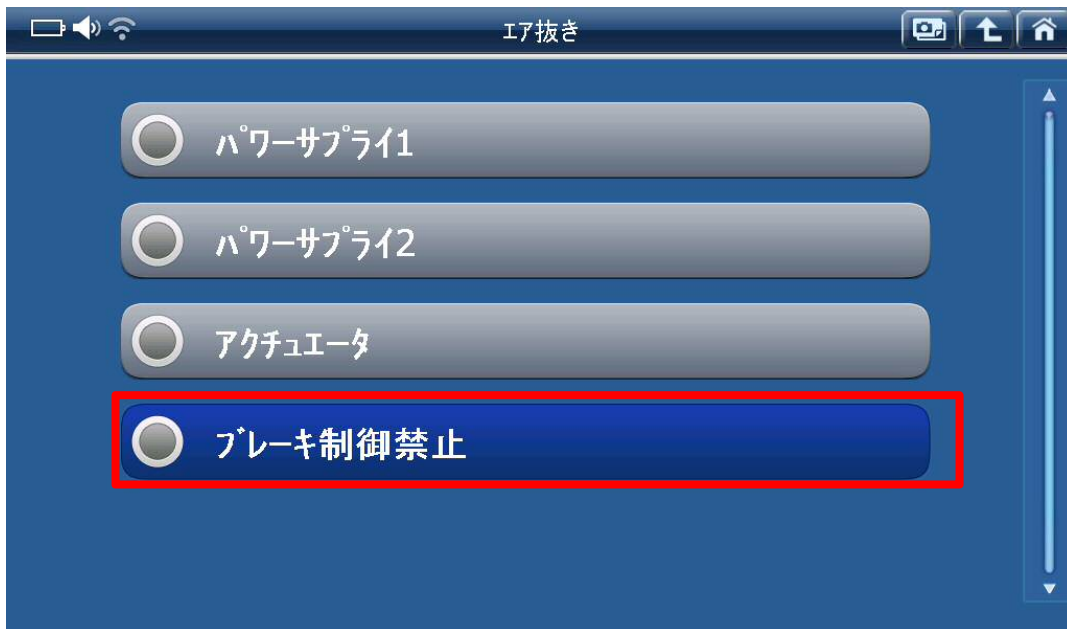 エア抜き
パワーサプライ1
パワーサプライ2
アクチュエータ
ブレーキ制御禁止